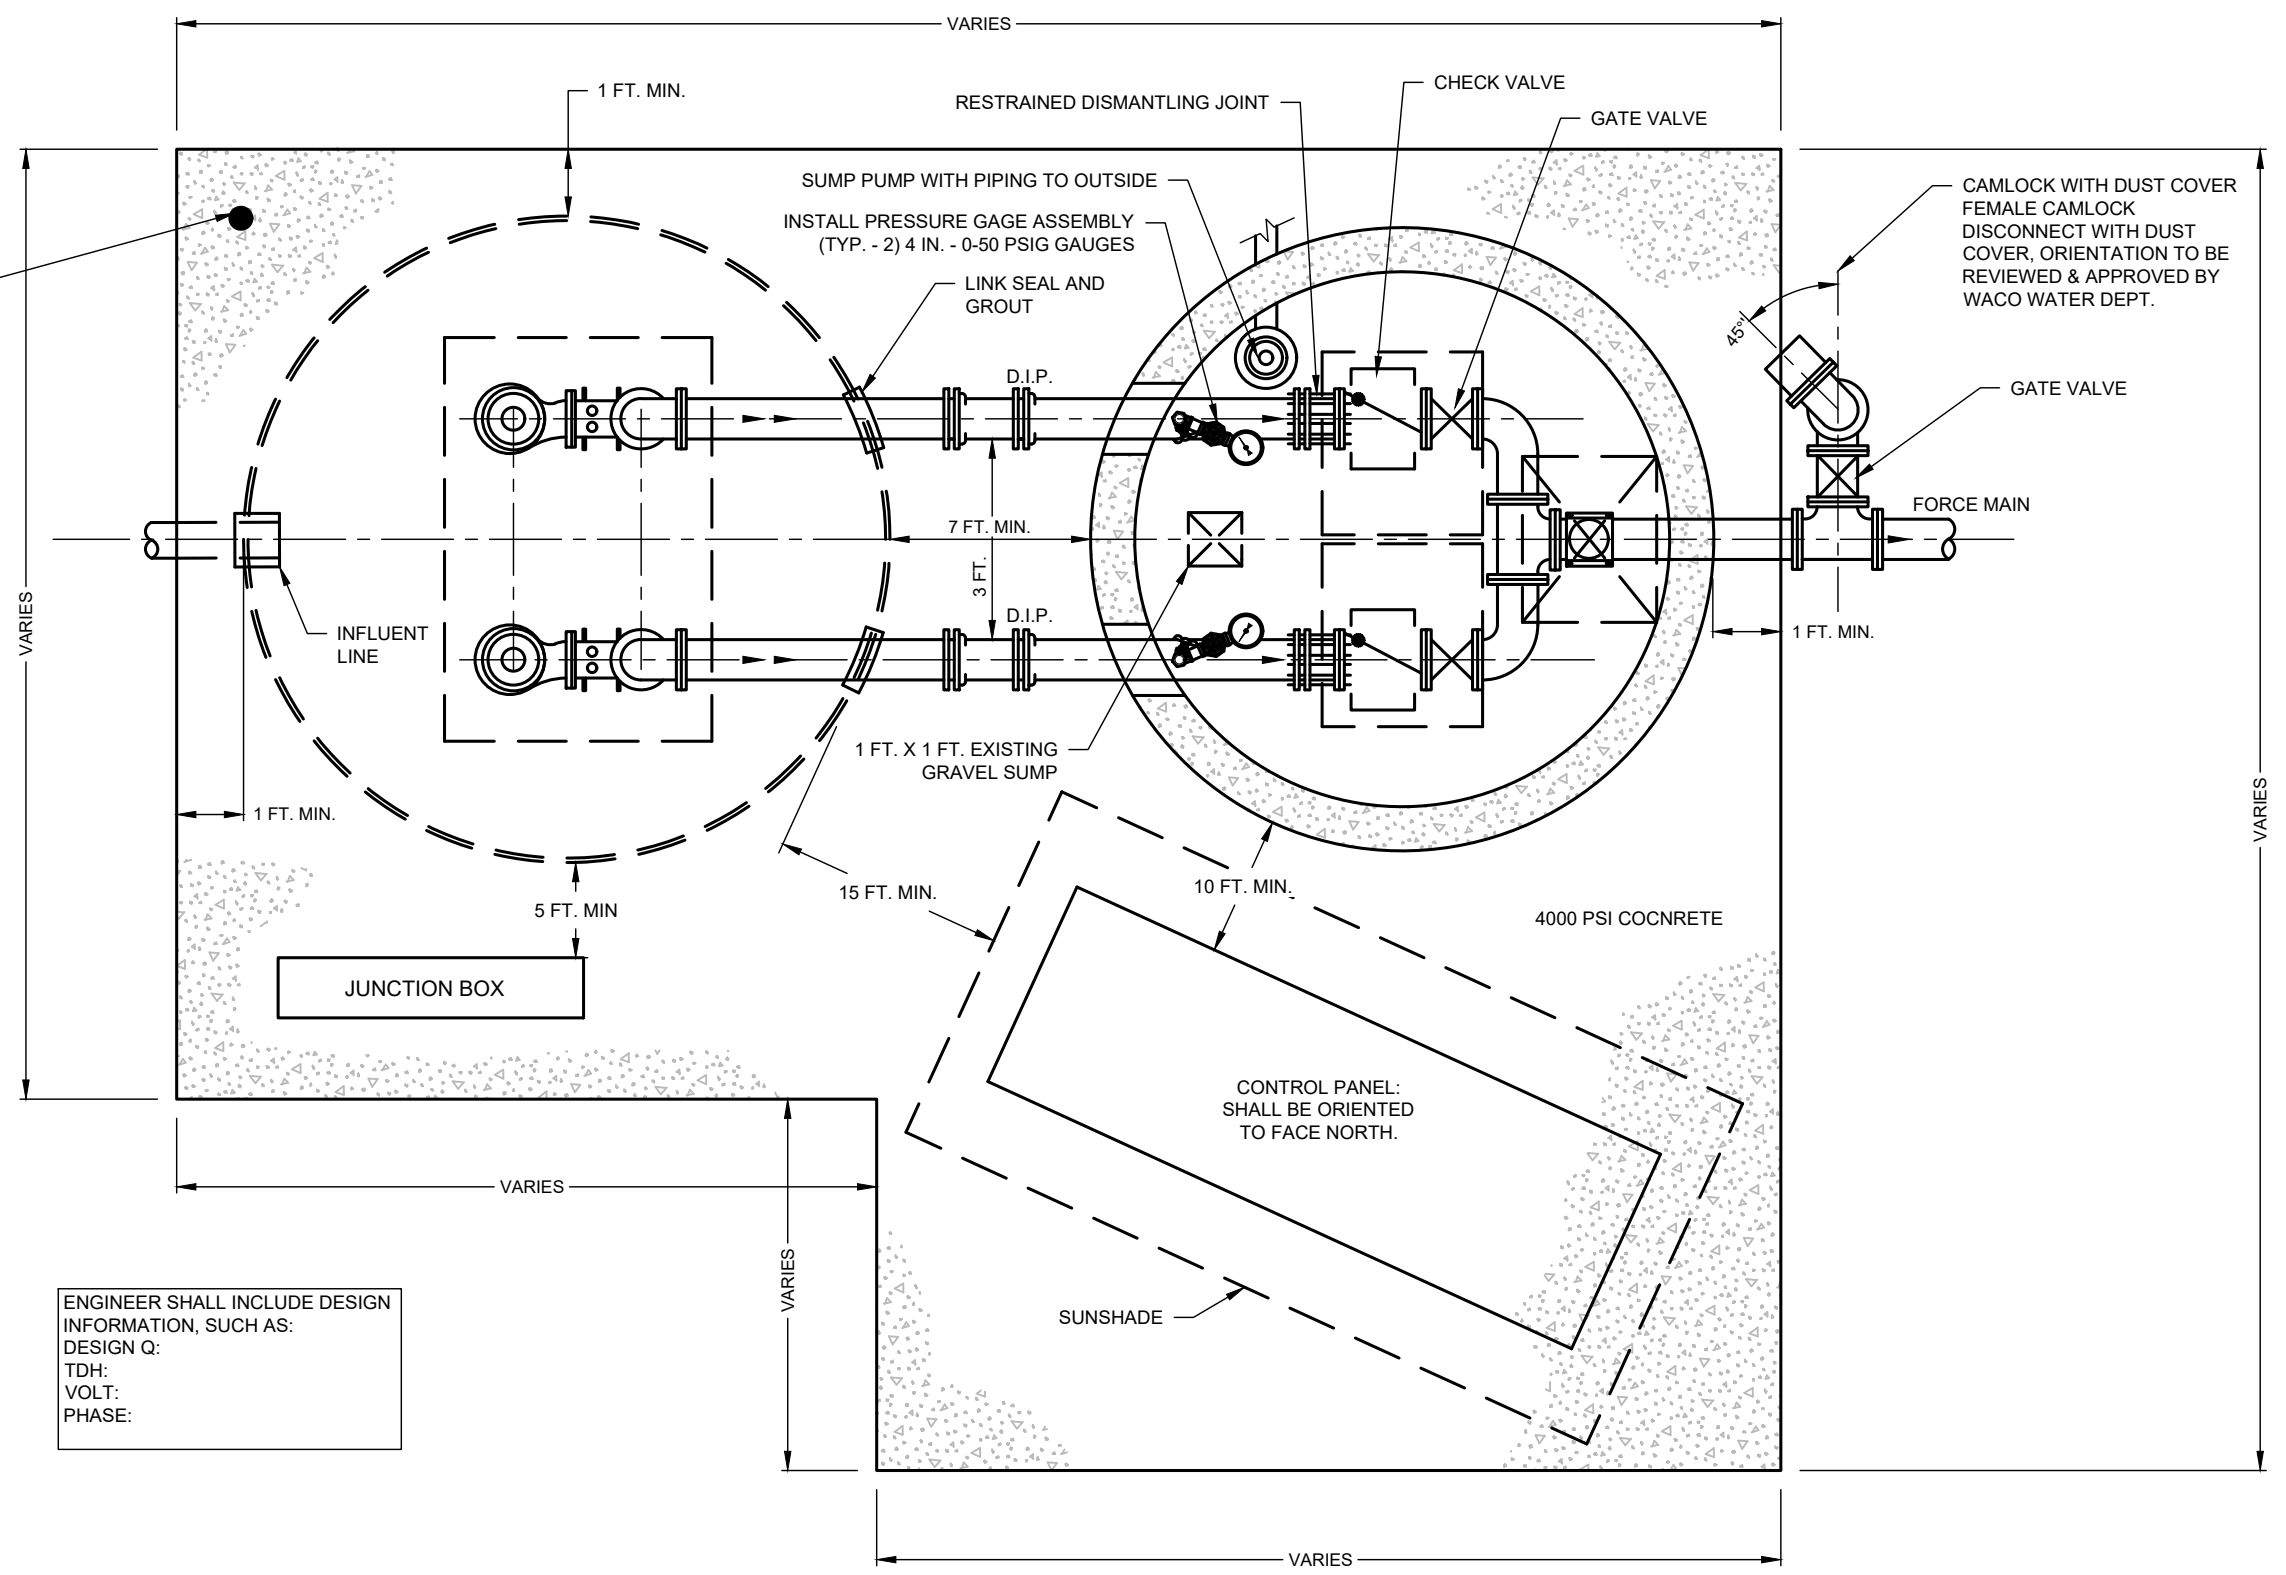 VARIES
1 FT. MIN.
CHECK VALVE
RESTRAINED DISMANTLING JOINT
GATE VALVE
SUMP PUMP WITH PIPING TO OUTSIDE
INSTALL PRESSURE GAGE ASSEMBLY
(TYP. - 2) 4 IN. - 0-50 PSIG GAUGES
LINK SEAL AND
GROUT
CAMLOCK WITH DUST COVER
FEMALE CAMLOCK
DISCONNECT WITH DUST
COVER, ORIENTATION TO BE
REVIEWED & APPROVED BY
WACO WATER DEPT.
45°
D.I.P.
GATE VALVE
FORCE MAIN
7 FT. MIN.
3 FT.
D.I.P.
VARIES
INFLUENT
LINE
1 FT. MIN.
1 FT. X 1 FT. EXISTING
GRAVEL SUMP
1 FT. MIN.
VARIES
15 FT. MIN.
10 FT. MIN.
5 FT. MIN
4000 PSI COCNRETE
JUNCTION BOX
CONTROL PANEL:
SHALL BE ORIENTED
TO FACE NORTH.
VARIES
VARIES
SUNSHADE
ENGINEER SHALL INCLUDE DESIGN
INFORMATION, SUCH AS:
DESIGN Q:
TDH:
VOLT:
PHASE:
VARIES